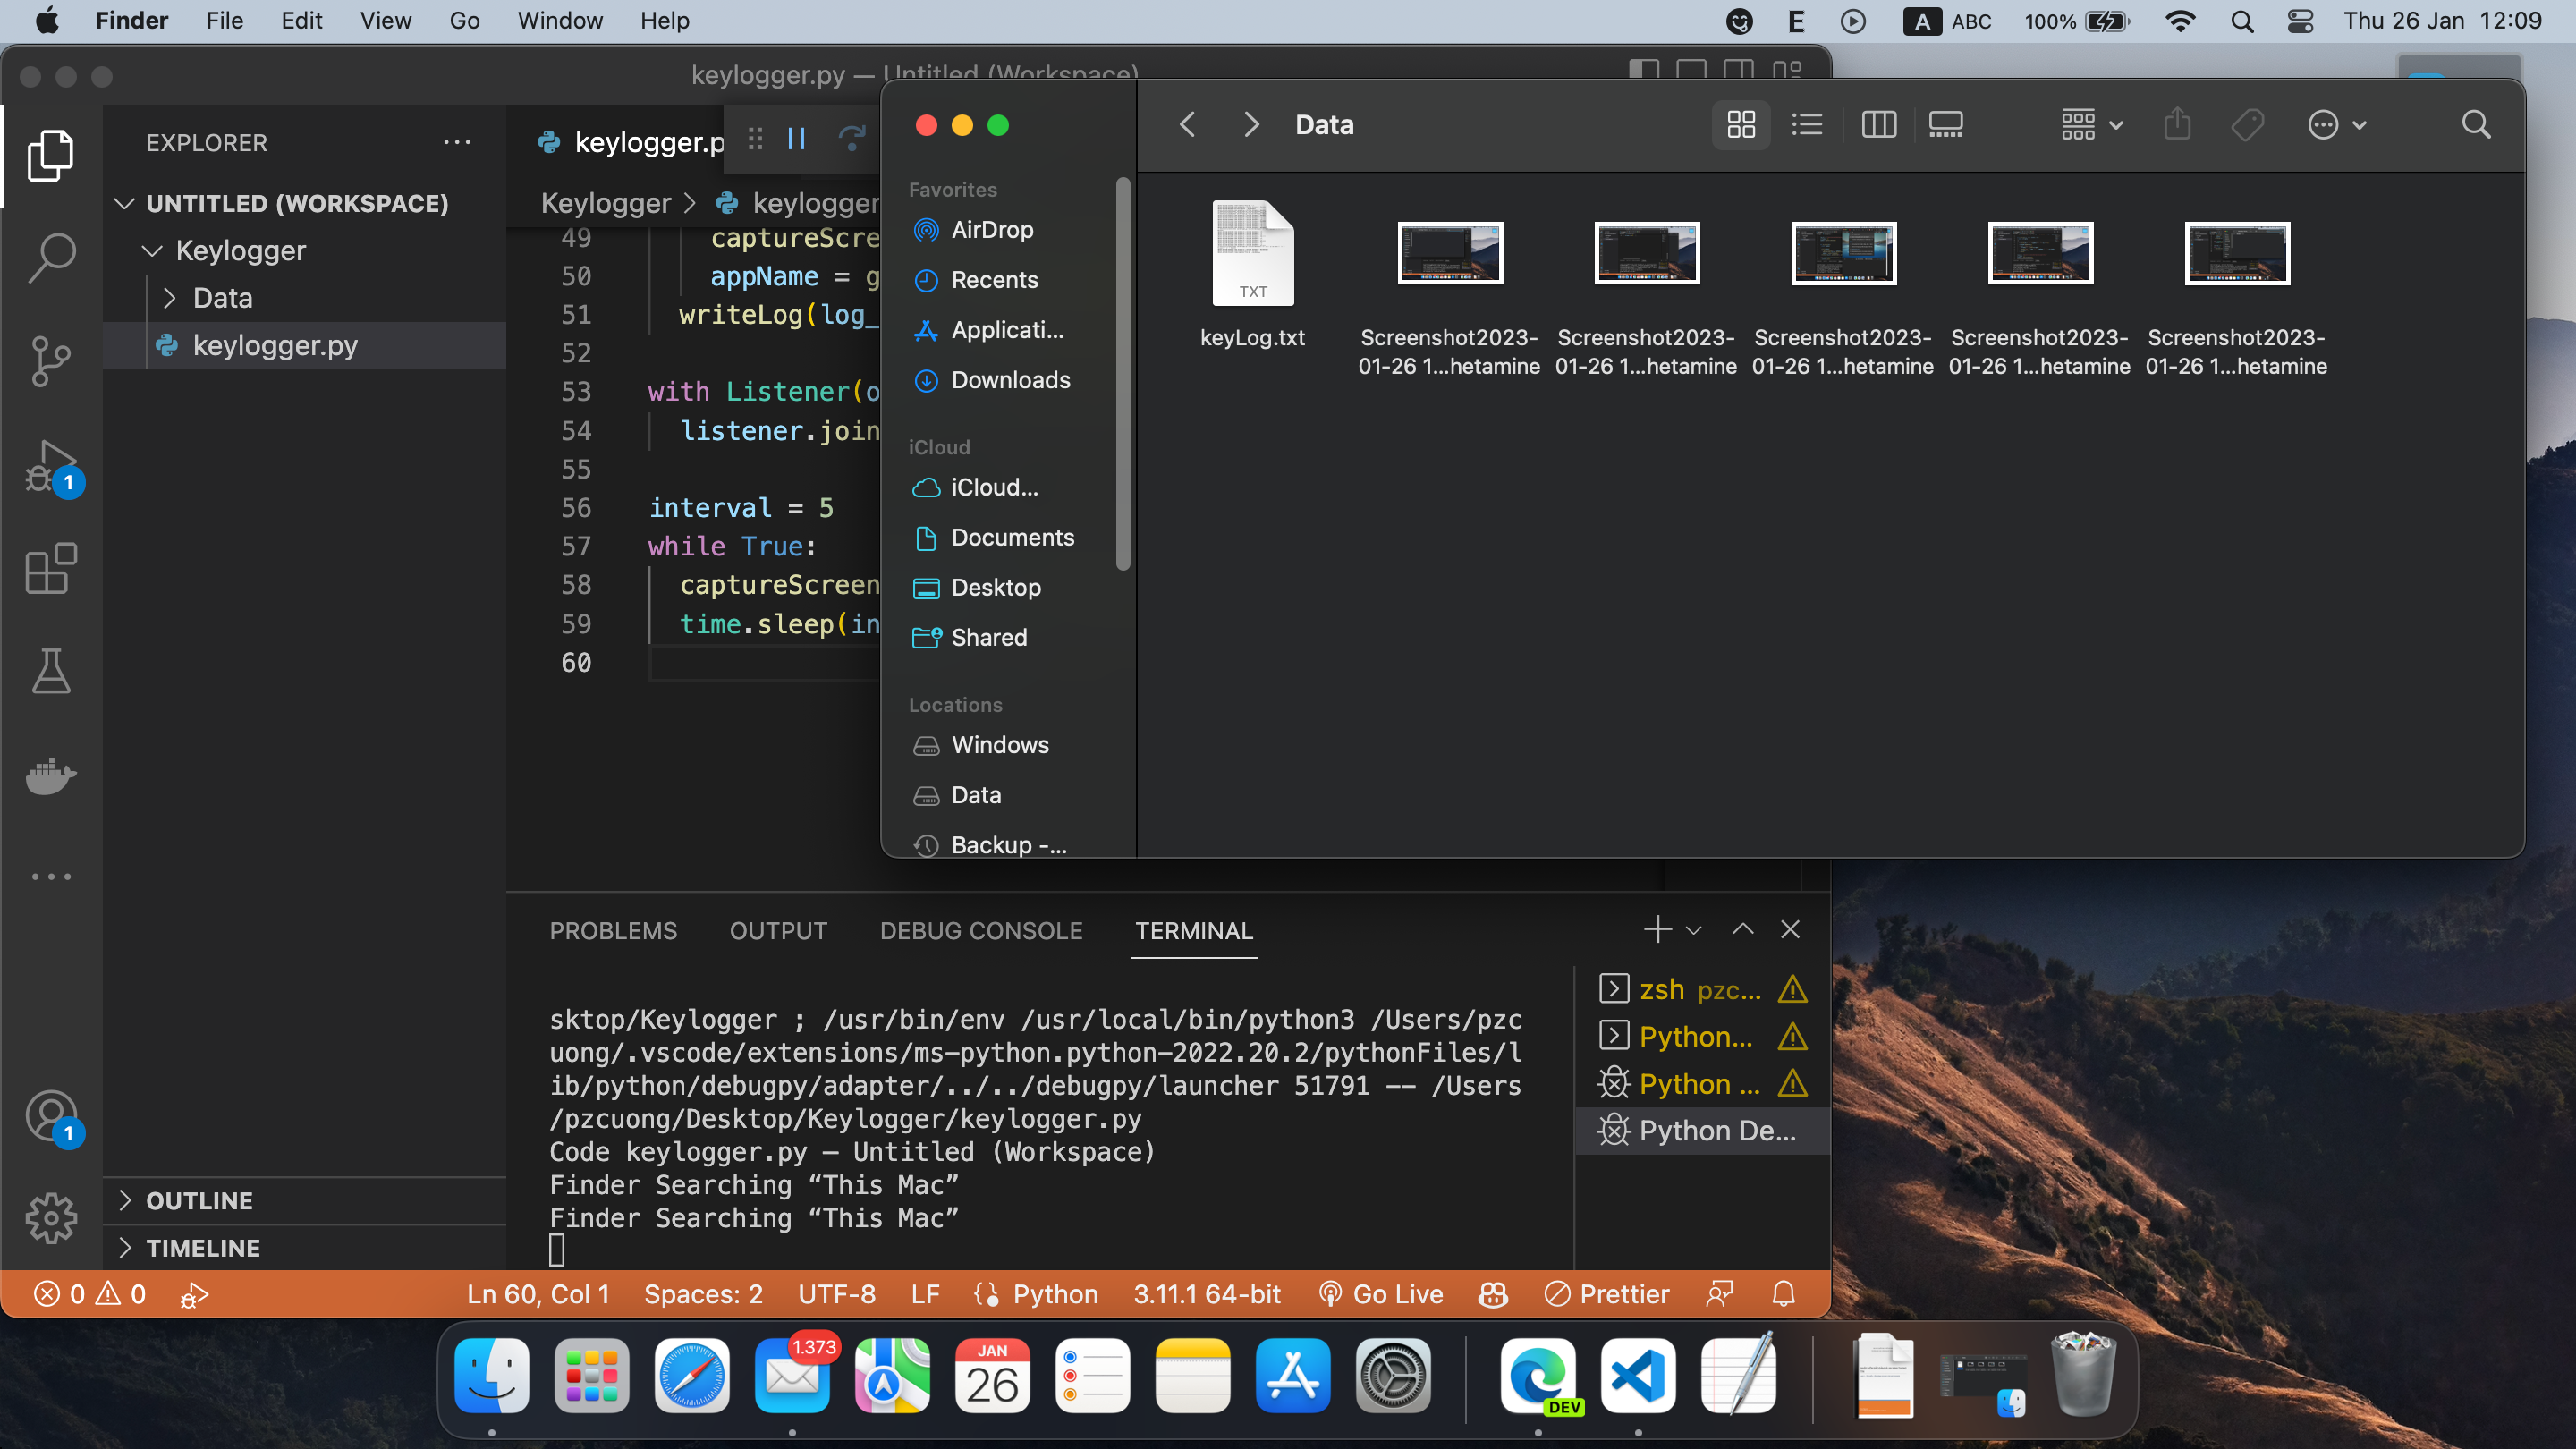 Finder File Edit View Go Window Help
E A ABC 100% Thu 26 Jan 12:09
keylogger.py — Untitled (Workspace)
EXPLORER
UNTITLED (WORKSPACE)
Keylogger
Data
keylogger.py
OUTLINE
TIMELINE
keylogger.p
Keylogger > keylogger
49 captureScre
50 appName = g
51 writeLog(log_
52
53 with Listener(o
54 listener.join
55
56 interval = 5
57 while True:
58 captureScreen
59 time.sleep(in
60
Data
Favorites
AirDrop
Recents
Applicati...
Downloads
iCloud
iCloud...
Documents
Desktop
Shared
Locations
Windows
Data
Backup -...
TXT
keyLog.txt
Screenshot2023-
01-26 1...hetamine
Screenshot2023-
01-26 1...hetamine
Screenshot2023-
01-26 1...hetamine
Screenshot2023-
01-26 1...hetamine
Screenshot2023-
01-26 1...hetamine
PROBLEMS OUTPUT DEBUG CONSOLE TERMINAL
sktop/Keylogger ; /usr/bin/env /usr/local/bin/python3 /Users/pzc
uong/.vscode/extensions/ms-python.python-2022.20.2/pythonFiles/l
ib/python/debugpy/adapter/../../debugpy/launcher 51791 -- /Users
/pzcuong/Desktop/Keylogger/keylogger.py
Code keylogger.py — Untitled (Workspace)
Finder Searching “This Mac”
Finder Searching “This Mac”
zsh pzc...
Python...
Python ...
Python De...
1
1
0 0 Ln 60, Col 1 Spaces: 2 UTF-8 LF Python 3.11.1 64-bit Go Live Prettier
1.373
JAN
26
DEV